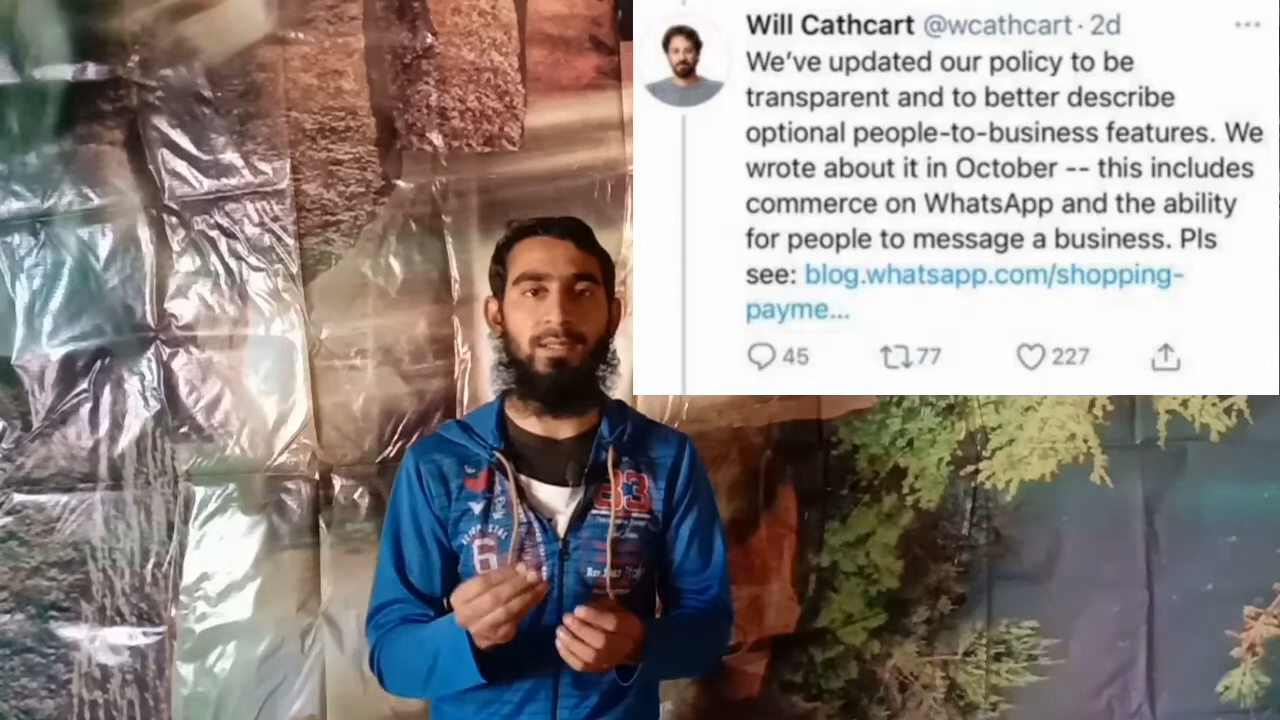 Will Cathcart @wcathcart · 2d
We've updated our policy to be
transparent and to better describe
optional people-to-business features. We
wrote about it in October -- this includes
commerce on WhatsApp and the ability
for people to message a business. Pls
see: blog.whatsapp.com/shopping-
payme...
45 77 227
83
6